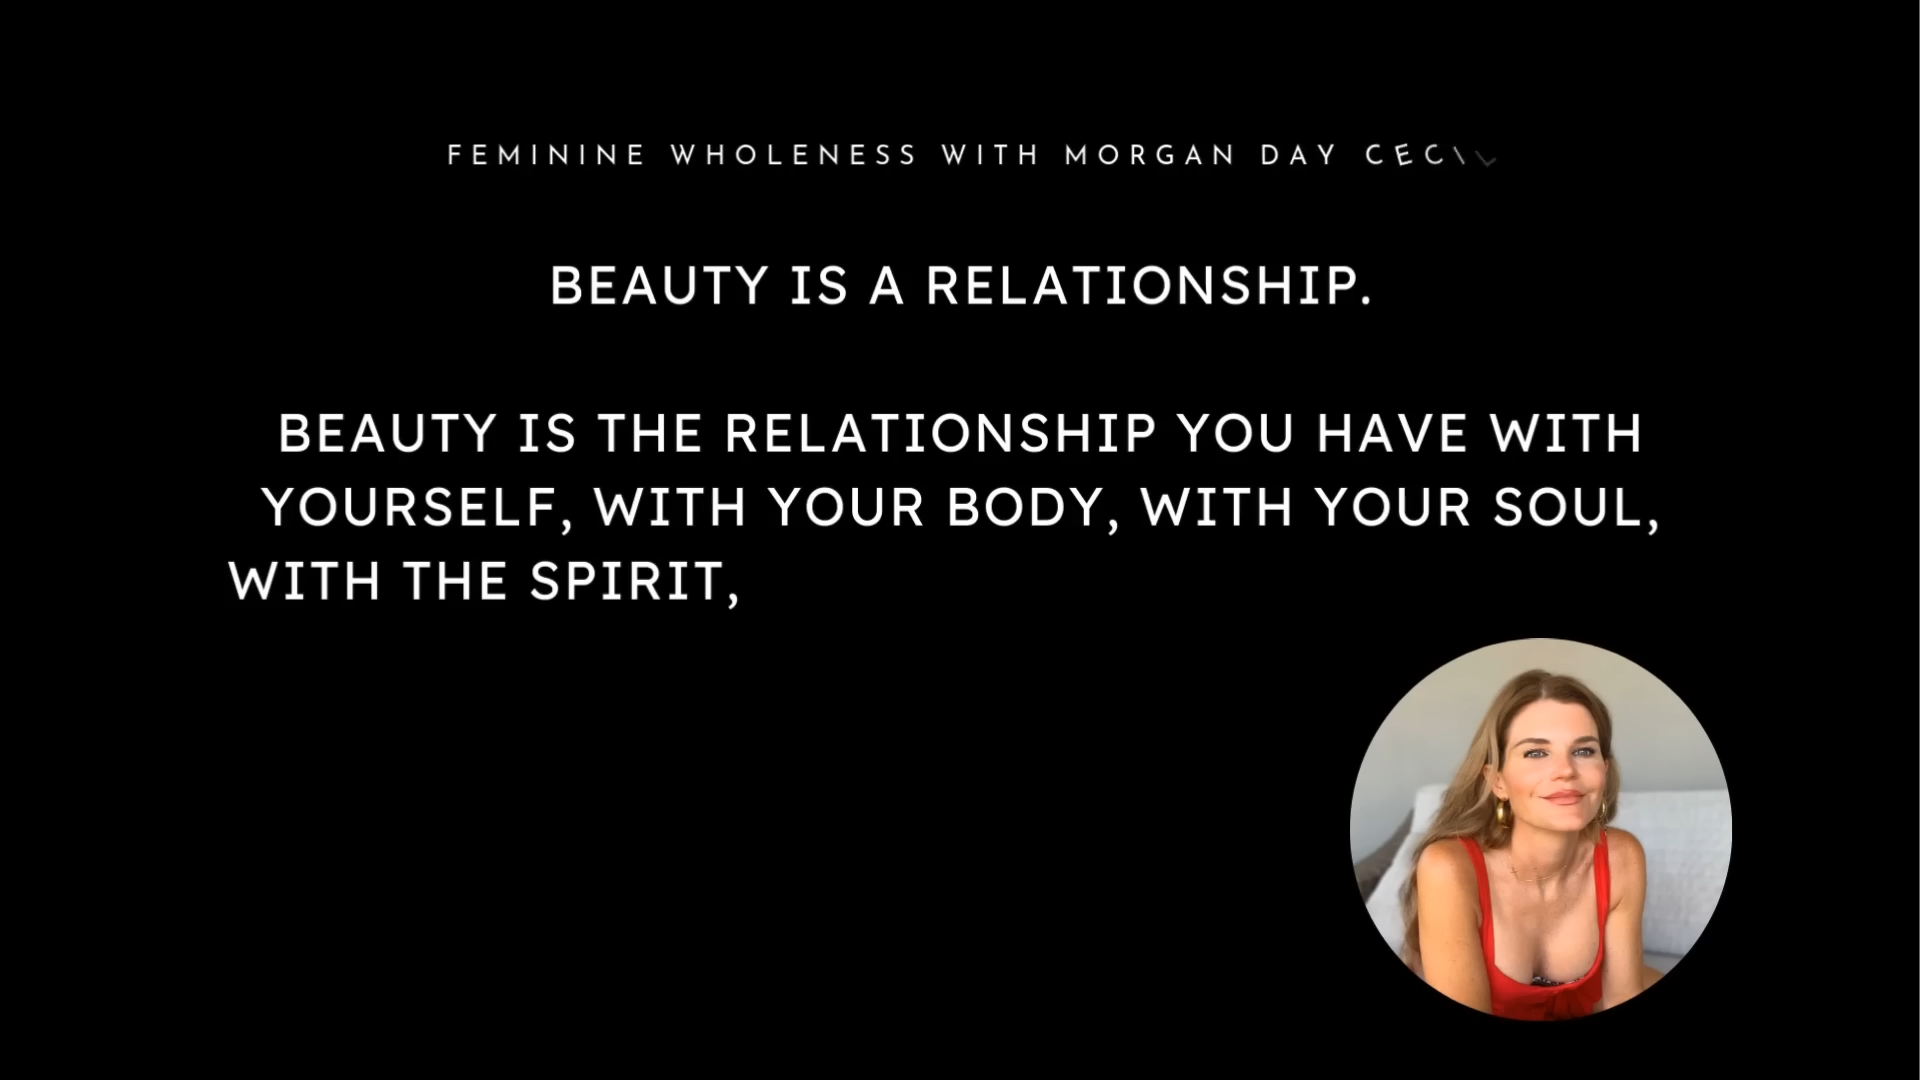 FEMININE WHOLENESS WITH MORGAN DAY CECIL
BEAUTY IS A RELATIONSHIP.
BEAUTY IS THE RELATIONSHIP YOU HAVE WITH
YOURSELF, WITH YOUR BODY, WITH YOUR SOUL,
WITH THE SPIRIT,